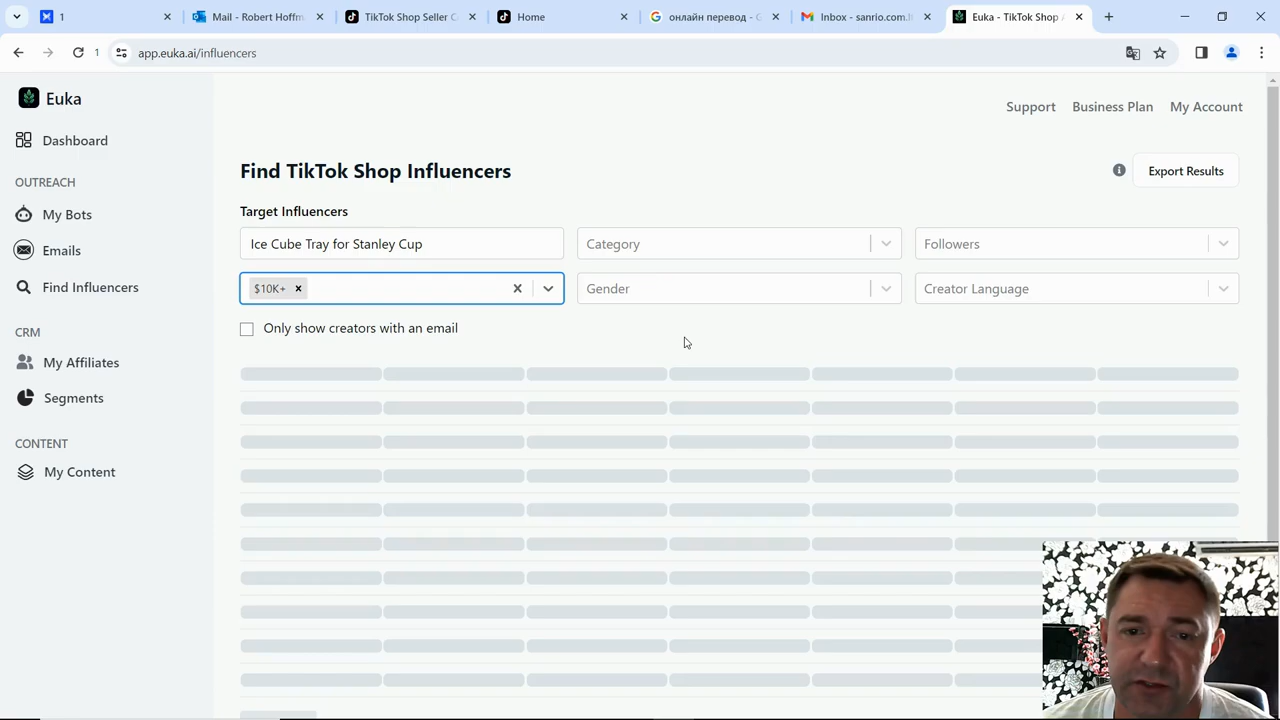 1
Mail - Robert Hoffm
TikTok Shop Seller C
Home
онлайн перевод - G
Inbox - sanrio.com.l
Euka - TikTok Shop A
1
app.euka.ai/influencers
Euka
Support
Business Plan
My Account
Dashboard
OUTREACH
My Bots
Emails
Find Influencers
CRM
My Affiliates
Segments
CONTENT
My Content
Find TikTok Shop Influencers
Export Results
Target Influencers
Ice Cube Tray for Stanley Cup
Category
Followers
$10K+
Gender
Creator Language
Only show creators with an email